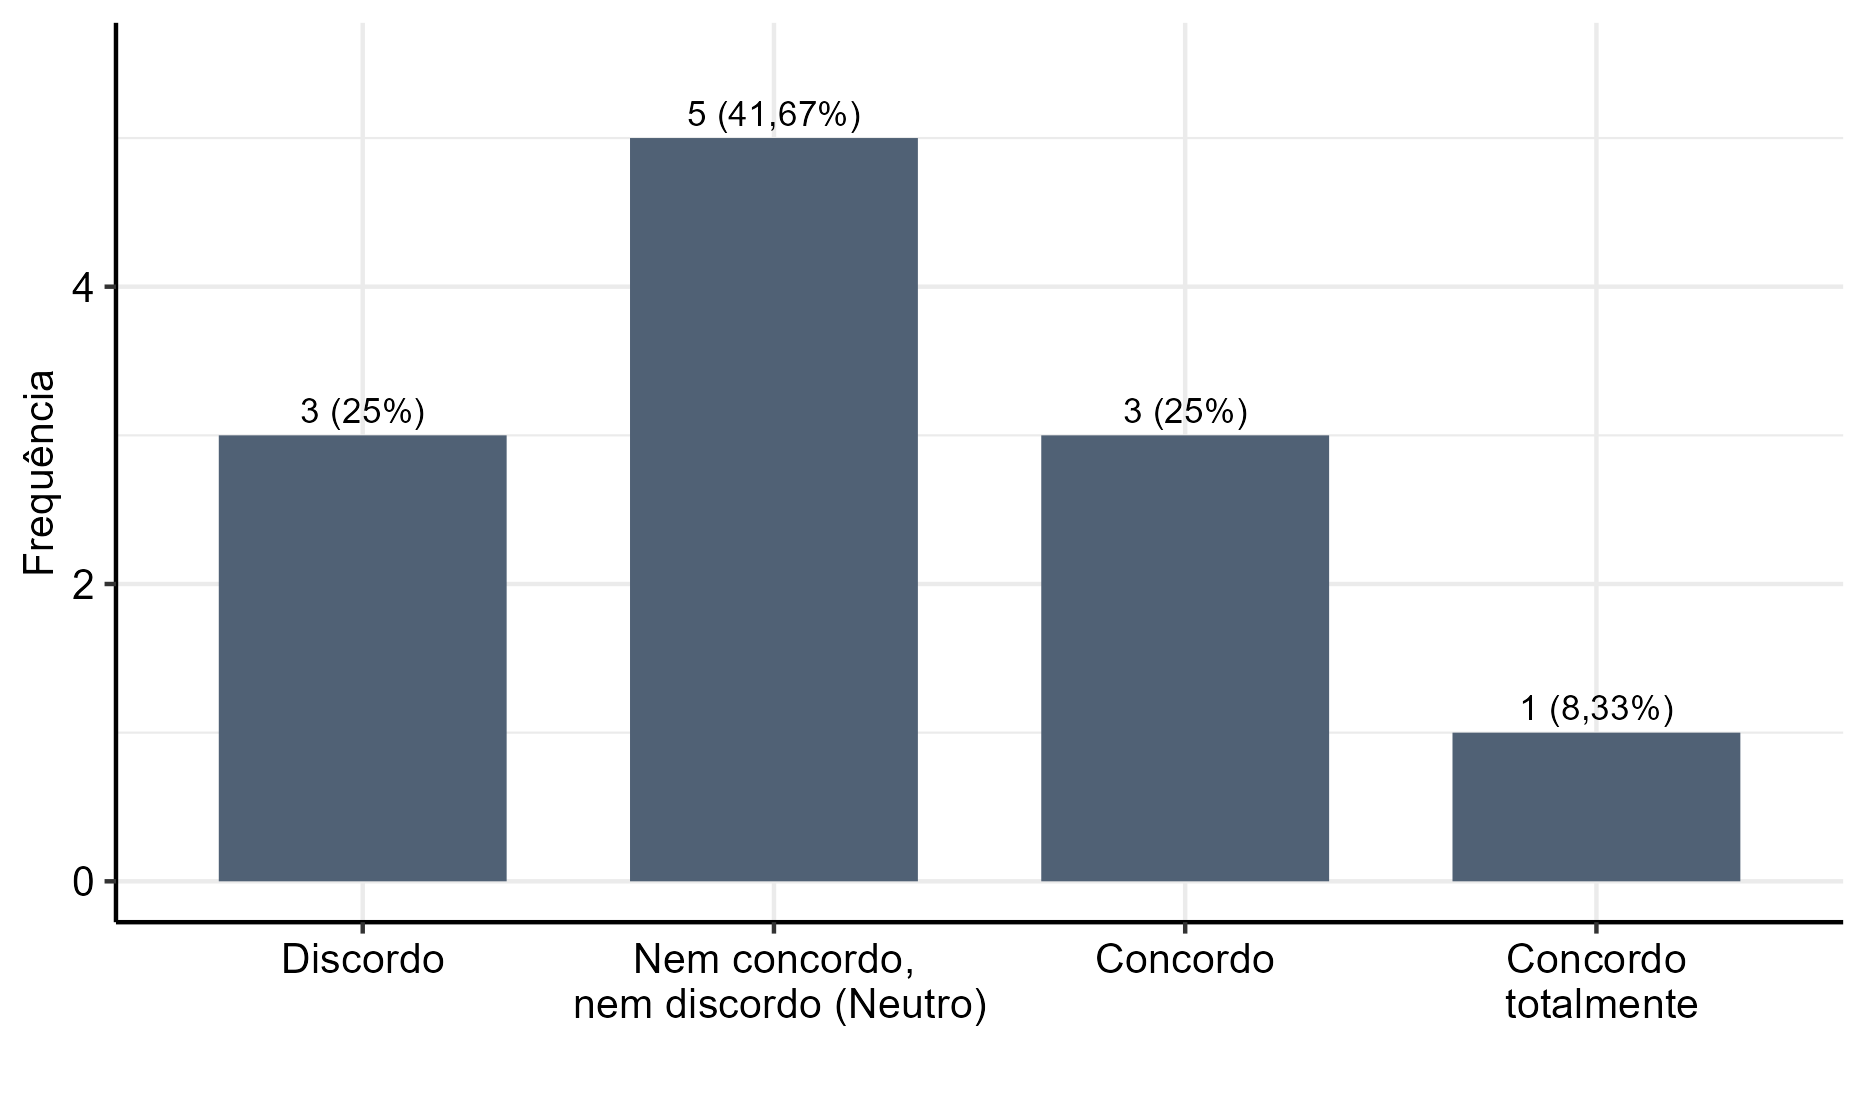 5 (41,67%)
4
3 (25%)
3 (25%)
Frequência
2
1 (8,33%)
0
Discordo
Nem concordo,
nem discordo (Neutro)
Concordo
Concordo
totalmente